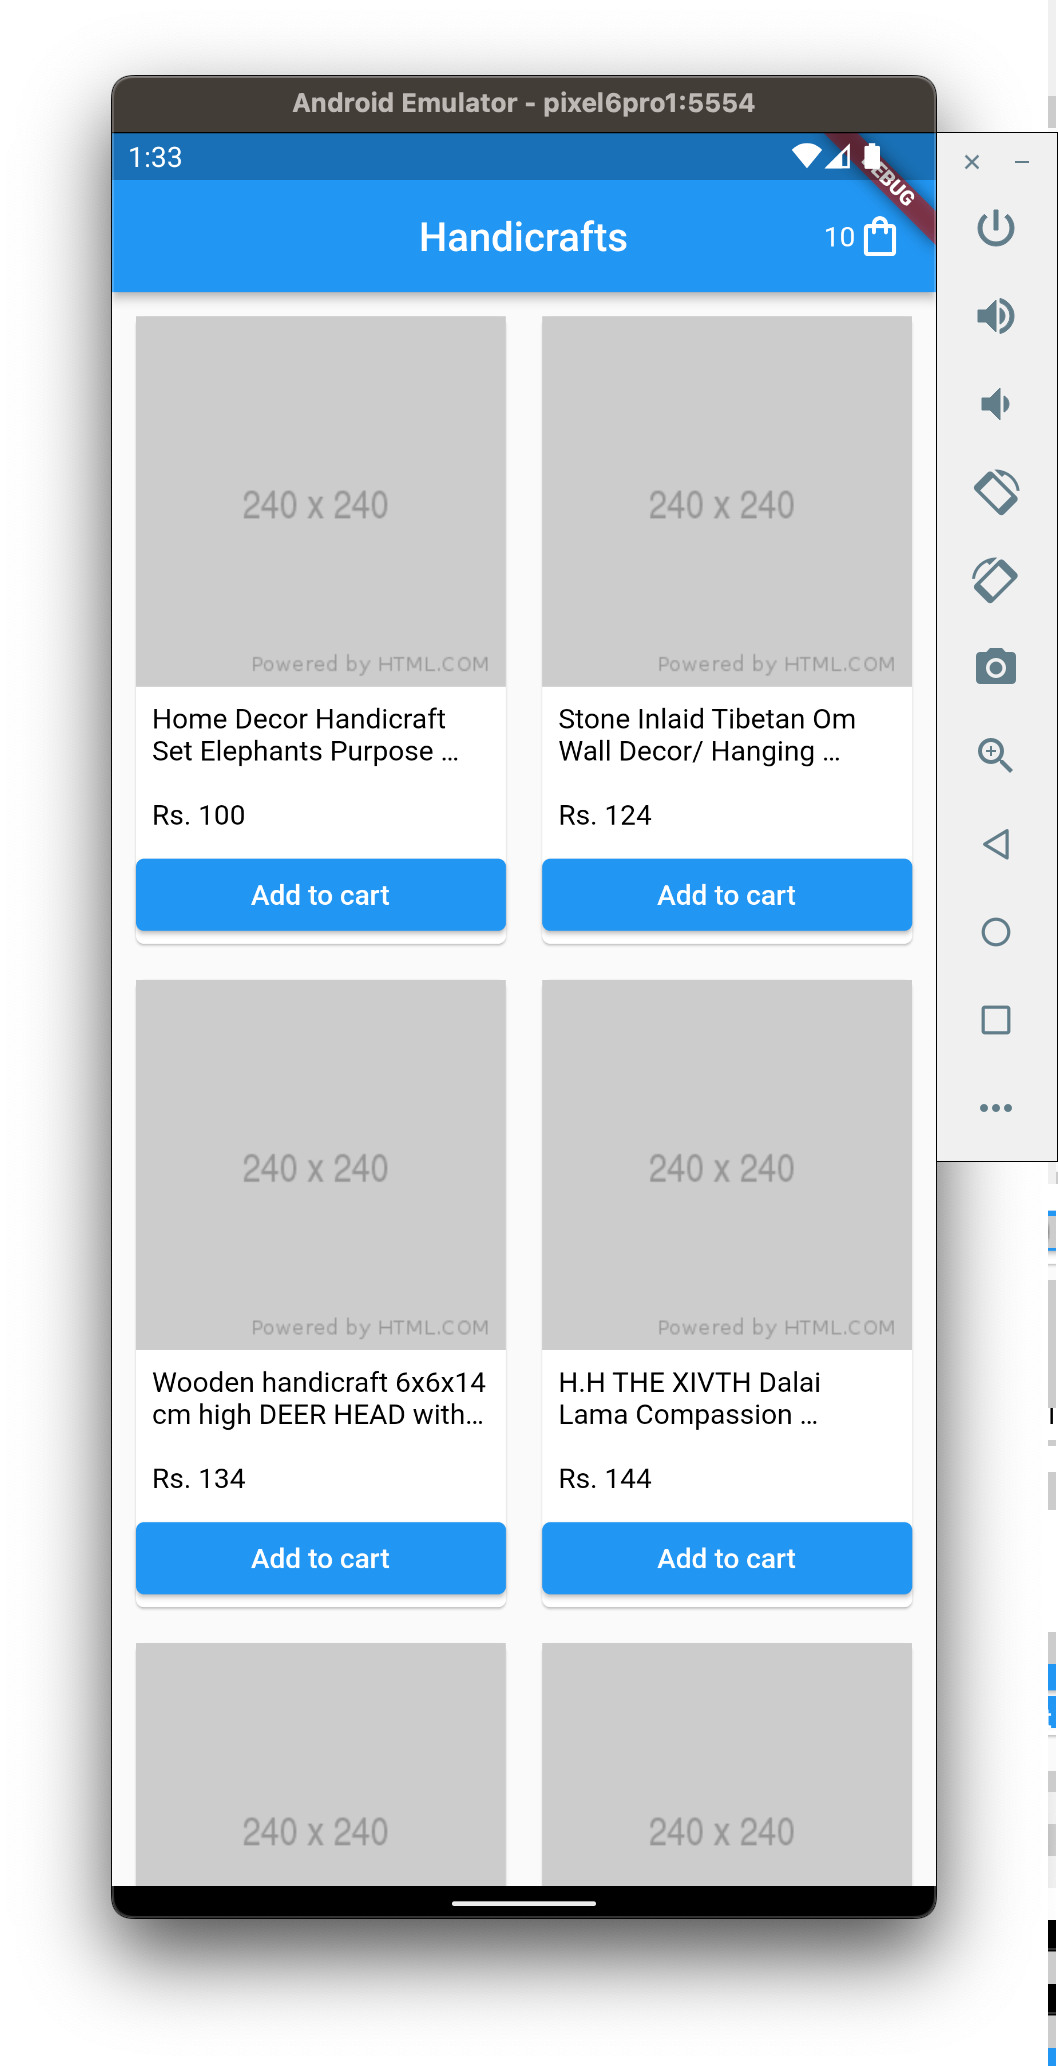 Android Emulator - pixel6pro1:5554
1:33
DEBUG
Handicrafts
10
240 x 240
Powered by HTML.COM
240 x 240
Powered by HTML.COM
Home Decor Handicraft
Set Elephants Purpose ...
Rs. 100
Add to cart
Stone Inlaid Tibetan Om
Wall Decor/ Hanging ...
Rs. 124
Add to cart
240 x 240
Powered by HTML.COM
240 x 240
Powered by HTML.COM
Wooden handicraft 6x6x14
cm high DEER HEAD with...
Rs. 134
Add to cart
H.H THE XIVTH Dalai
Lama Compassion ...
Rs. 144
Add to cart
240 x 240
240 x 240